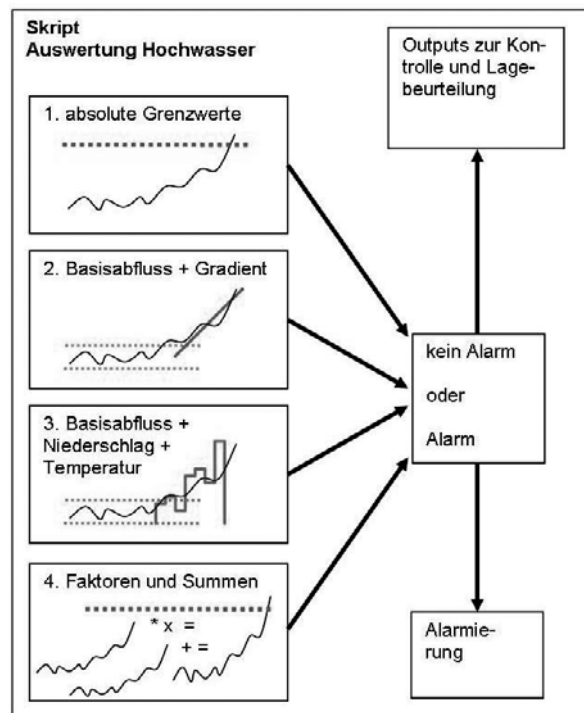 Skript
Auswertung Hochwasser
1. absolute Grenzwerte
2. Basisabfluss + Gradient
3. Basisabfluss +
Niederschlag +
Temperatur
4. Faktoren und Summen
* x =
+ =
Outputs zur Kon-
trolle und Lage-
beurteilung
kein Alarm
oder
Alarm
Alarmie-
rung